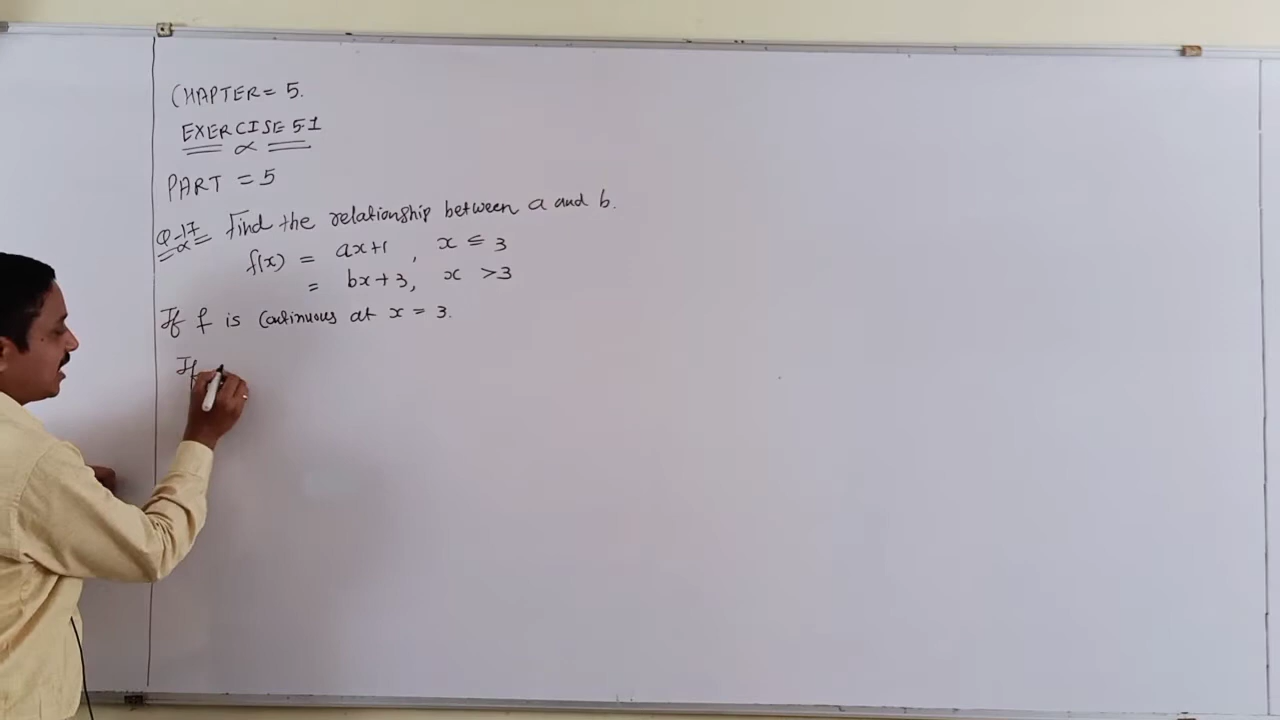 CHAPTER = 5.
EXERCISE 5.1
PART = 5
Q-17 Find the relationship between a and b.
f(x) = ax+1 , x ≤ 3
= bx+3, x >3
If f is continuous at x = 3.
If